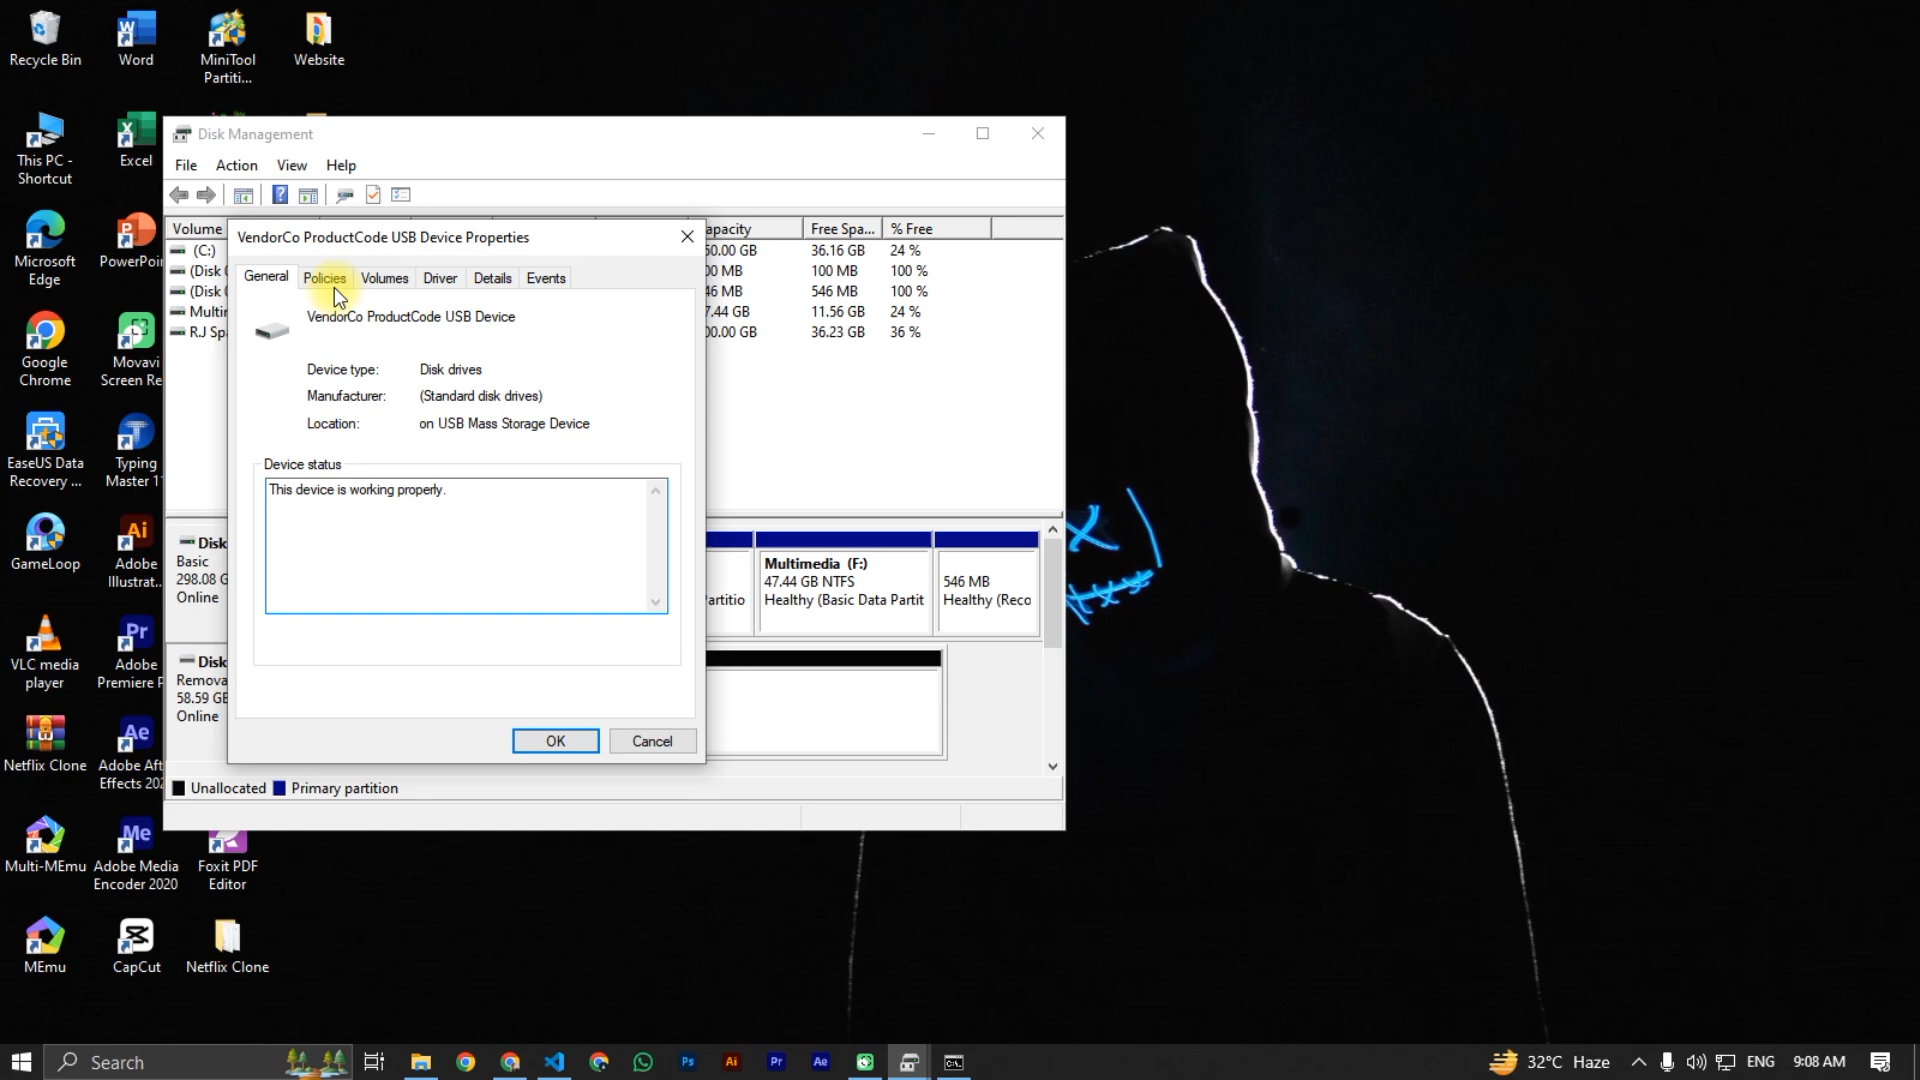 Recycle Bin
Word
MiniTool
Partiti...
Website
This PC -
Shortcut
Excel
Microsoft
Edge
PowerPoin
Google
Chrome
Movavi
Screen Re
EaseUS Data
Recovery ...
Typing
Master 1
GameLoop
Adobe
Illustrat..
VLC media
player
Adobe
Premiere P
Netflix Clone
Adobe Aft
Effects 202
Multi-MEmu
Adobe Media
Encoder 2020
Foxit PDF
Editor
MEmu
CapCut
Netflix Clone
Disk Management
File Action View Help
Volume
apacity
Free Spa...
% Free
(C:)
50.00 GB
36.16 GB
24 %
(Disk
00 MB
100 MB
100 %
(Disk
46 MB
546 MB
100 %
Multi
7.44 GB
11.56 GB
24 %
RJ Sp
00.00 GB
36.23 GB
36 %
VendorCo ProductCode USB Device Properties
General Policies Volumes Driver Details Events
VendorCo ProductCode USB Device
Device type: Disk drives
Manufacturer: (Standard disk drives)
Location: on USB Mass Storage Device
Device status
This device is working properly.
OK Cancel
Disk
Basic
298.08 G
Online
Partitio
Multimedia (F:)
47.44 GB NTFS
Healthy (Basic Data Partit
546 MB
Healthy (Reco
Disk
Remova
58.59 GB
Online
Unallocated Primary partition
Search
32°C Haze
ENG
9:08 AM